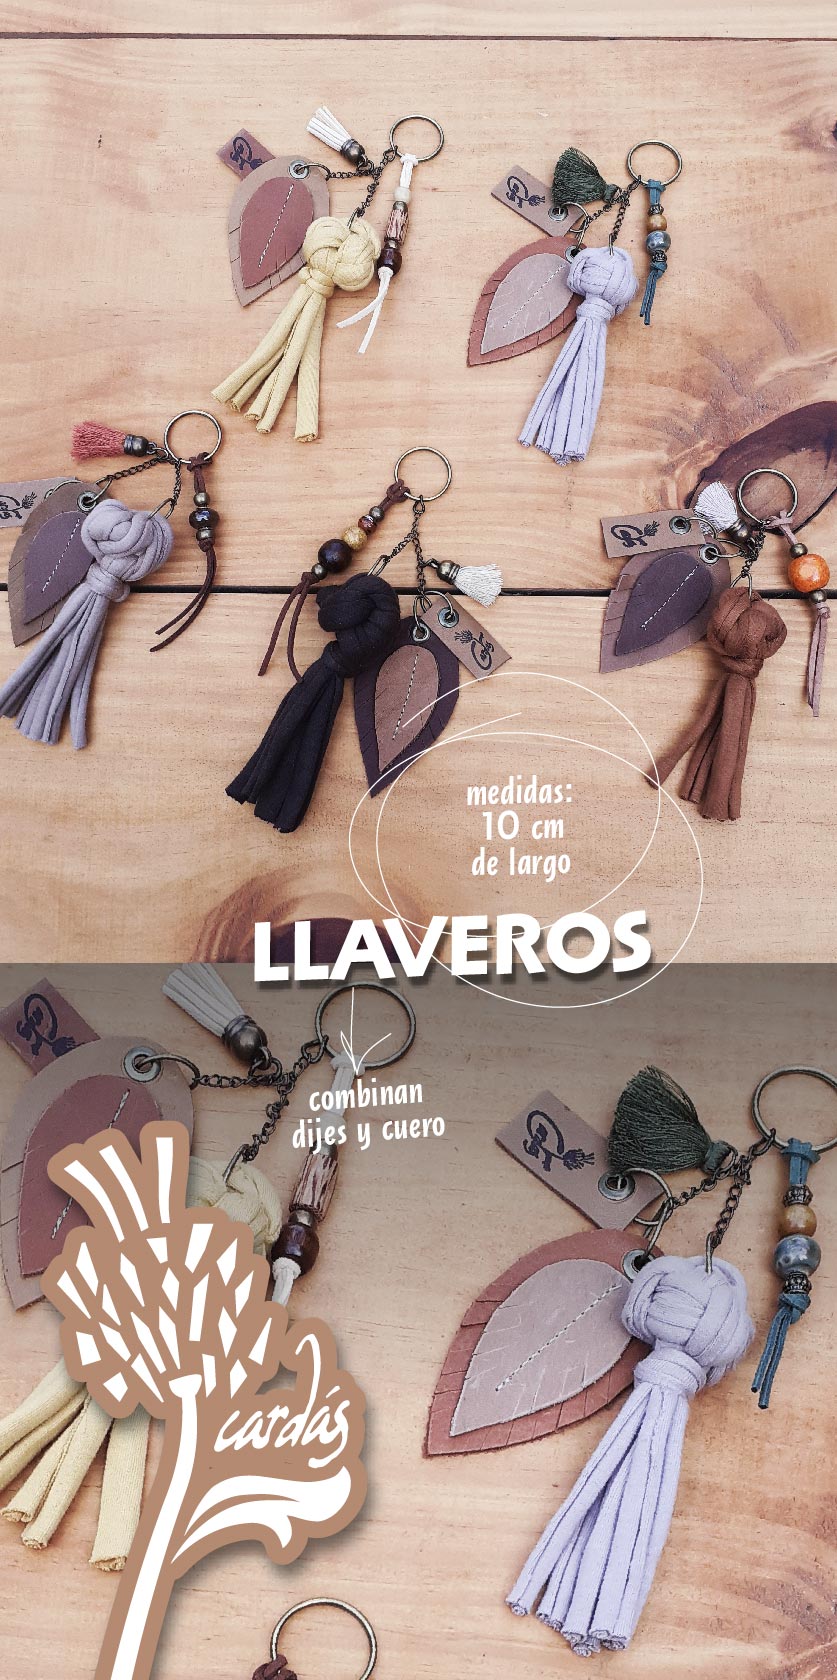 medidas:
10 cm
de largo
LLAVEROS
combinan
dijes y cuero
cardás